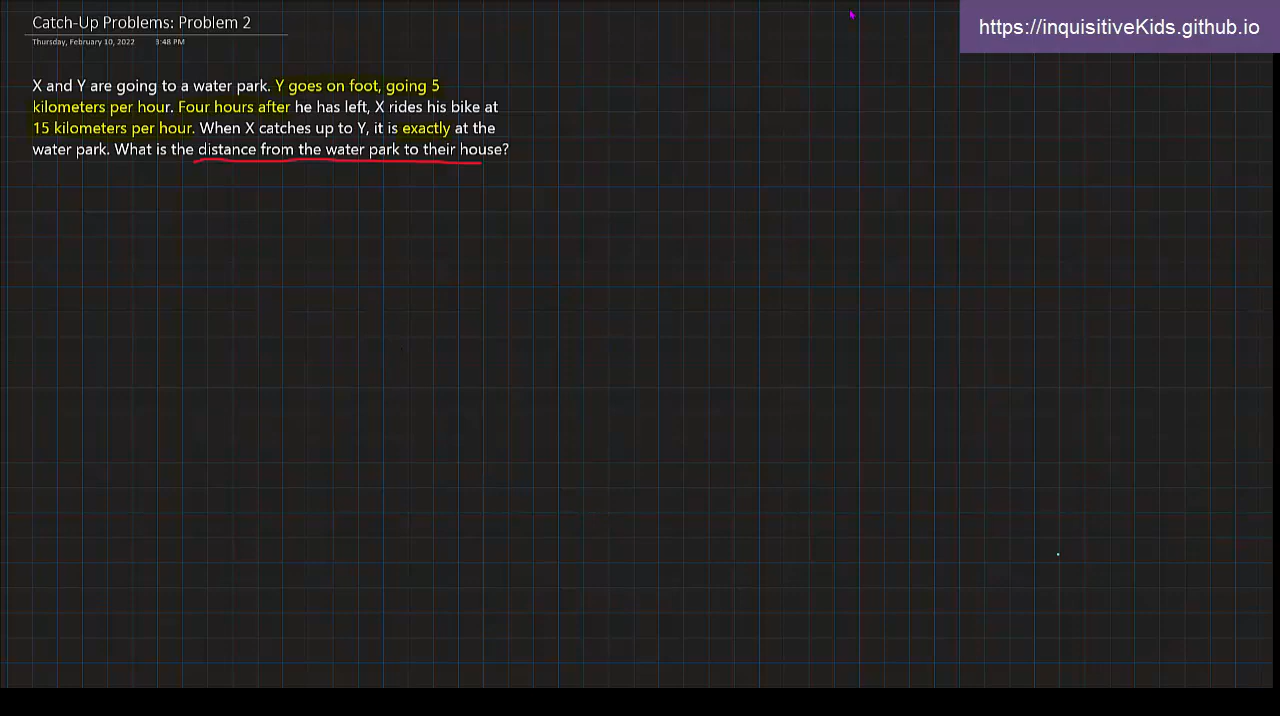 Catch-Up Problems: Problem 2
Thursday, February 10, 2022 3:48 PM
https://inquisitiveKids.github.io
X and Y are going to a water park. Y goes on foot, going 5
kilometers per hour. Four hours after he has left, X rides his bike at
15 kilometers per hour. When X catches up to Y, it is exactly at the
water park. What is the distance from the water park to their house?